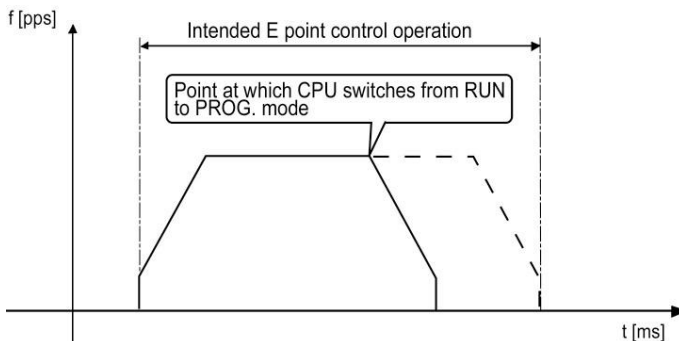 f [pps]
Intended E point control operation
Point at which CPU switches from RUN
to PROG. mode
t [ms]